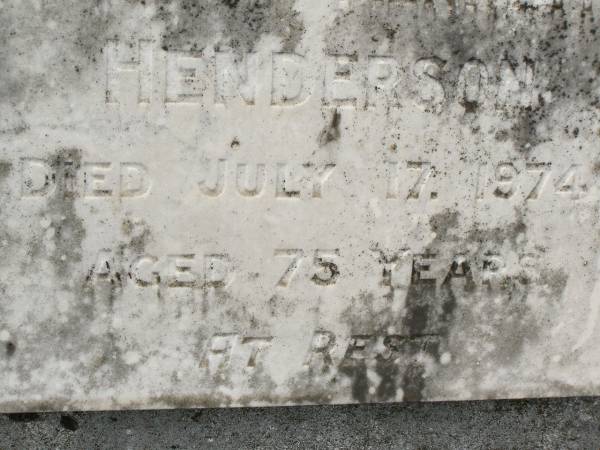 HENDERSON
DIED JULY 17. 1974
AGED 75 YEARS
AT REST